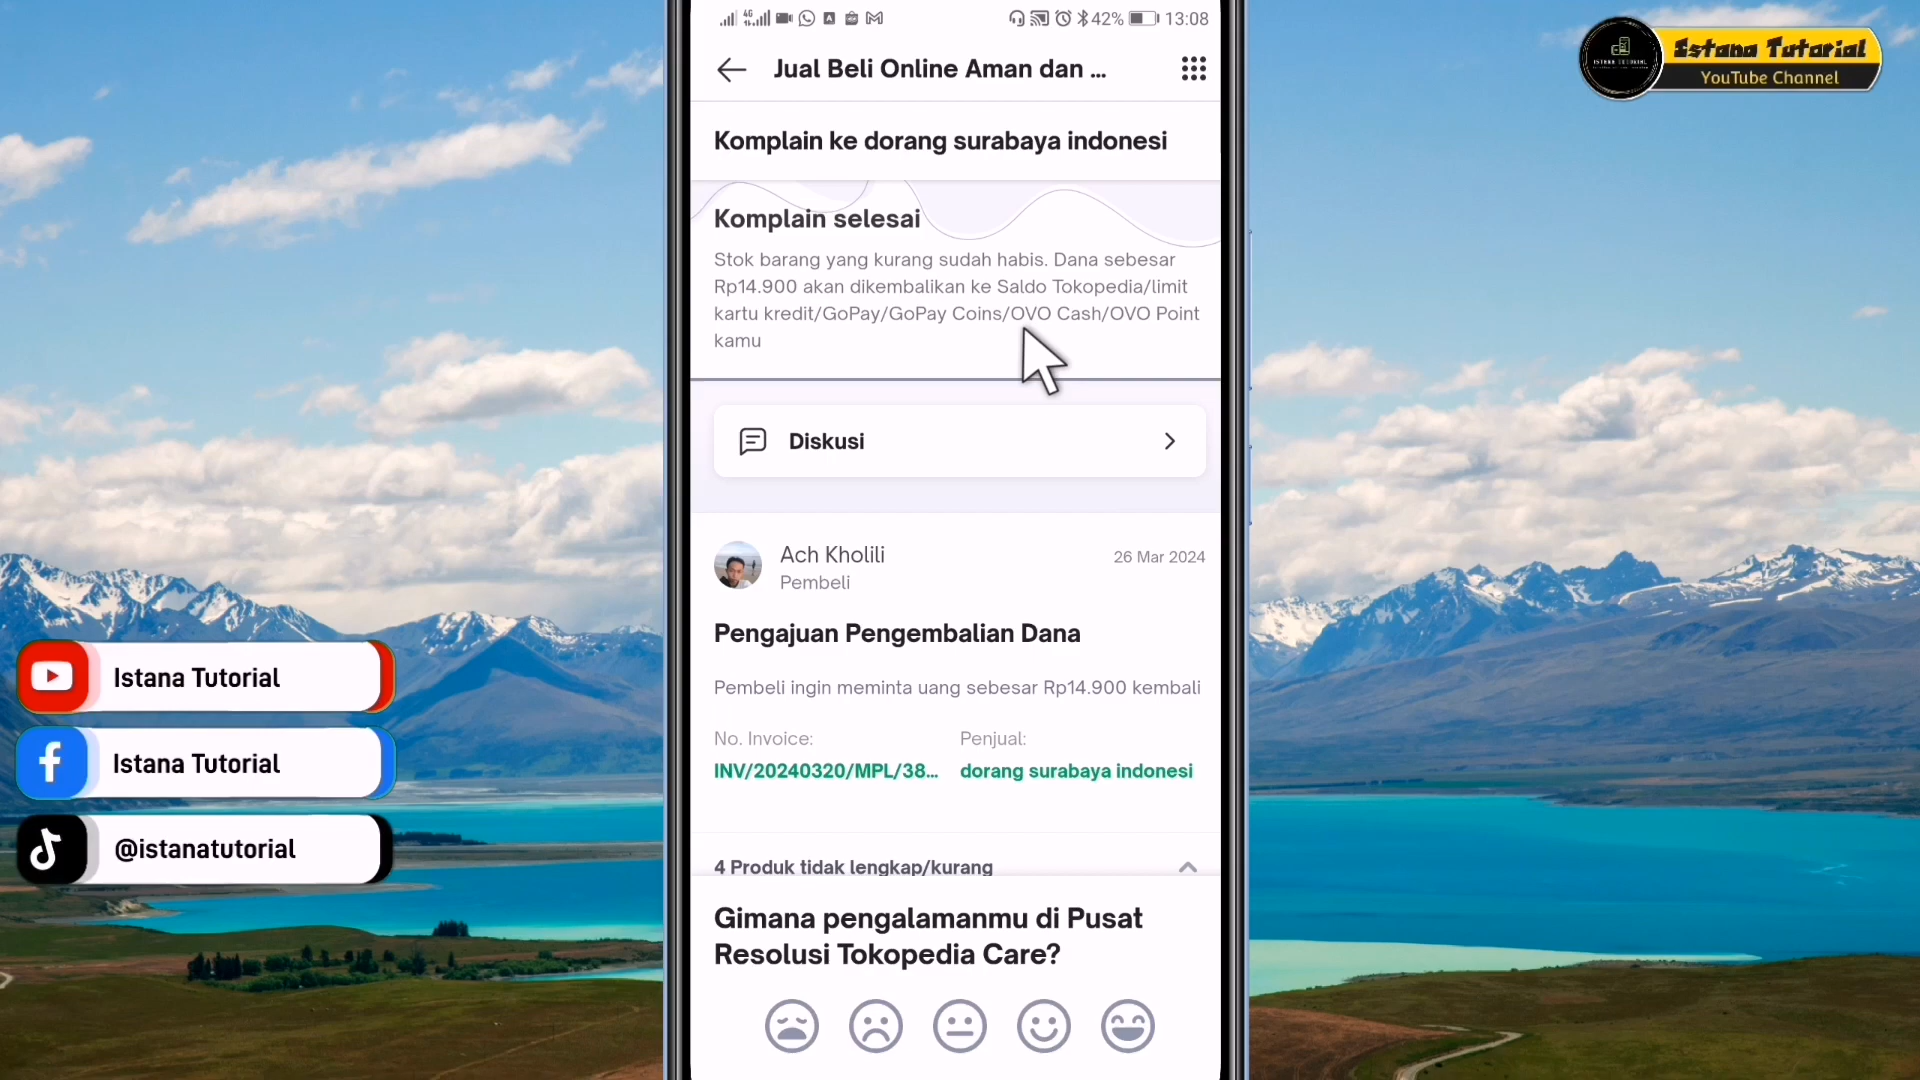 42%
13:08
Jual Beli Online Aman dan ...
Komplain ke dorang surabaya indonesi
Komplain selesai
Stok barang yang kurang sudah habis. Dana sebesar
Rp14.900 akan dikembalikan ke Saldo Tokopedia/limit
kartu kredit/GoPay/GoPay Coins/OVO Cash/OVO Point
kamu
Diskusi
Ach Kholili
26 Mar 2024
Pembeli
Pengajuan Pengembalian Dana
Pembeli ingin meminta uang sebesar Rp14.900 kembali
No. Invoice:
Penjual:
INV/20240320/MPL/38...
dorang surabaya indonesi
4 Produk tidak lengkap/kurang
Gimana pengalamanmu di Pusat
Resolusi Tokopedia Care?
Istana Tutorial
YouTube Channel
ISTANA TUTORIAL
Istana Tutorial
Istana Tutorial
@istanatutorial